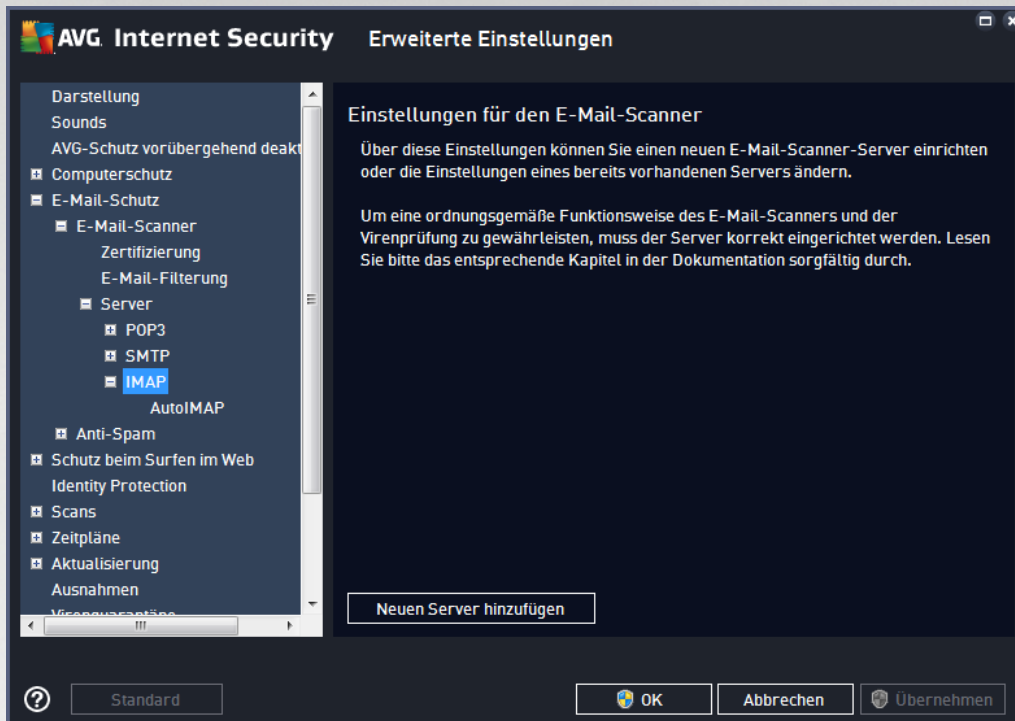 AVG Internet Security Erweiterte Einstellungen
Darstellung
Sounds
AVG-Schutz vorübergehend deakt
Computerschutz
E-Mail-Schutz
E-Mail-Scanner
Zertifizierung
E-Mail-Filterung
Server
POP3
SMTP
IMAP
AutoIMAP
Anti-Spam
Schutz beim Surfen im Web
Identity Protection
Scans
Zeitpläne
Aktualisierung
Ausnahmen
Virenquarantäne
Einstellungen für den E-Mail-Scanner
Über diese Einstellungen können Sie einen neuen E-Mail-Scanner-Server einrichten
oder die Einstellungen eines bereits vorhandenen Servers ändern.
Um eine ordnungsgemäße Funktionsweise des E-Mail-Scanners und der
Virenprüfung zu gewährleisten, muss der Server korrekt eingerichtet werden. Lesen
Sie bitte das entsprechende Kapitel in der Dokumentation sorgfältig durch.
Neuen Server hinzufügen
Standard
OK
Abbrechen
Übernehmen